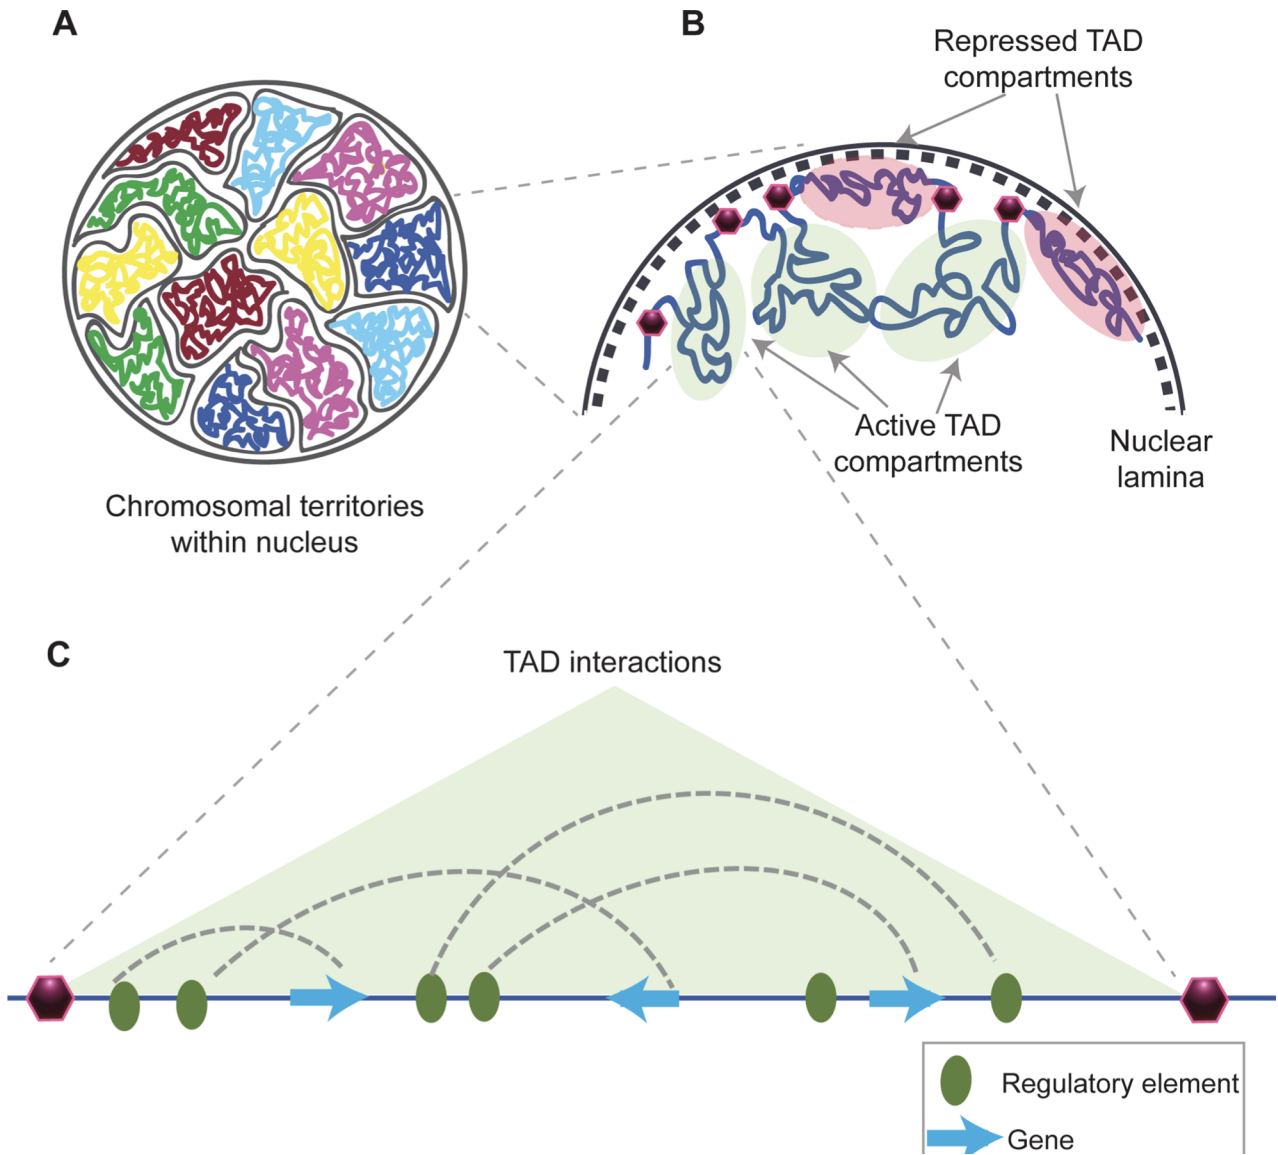 A
B
Repressed TAD
compartments
Active TAD
compartments
Nuclear
lamina
Chromosomal territories
within nucleus
C
TAD interactions
Regulatory element
Gene